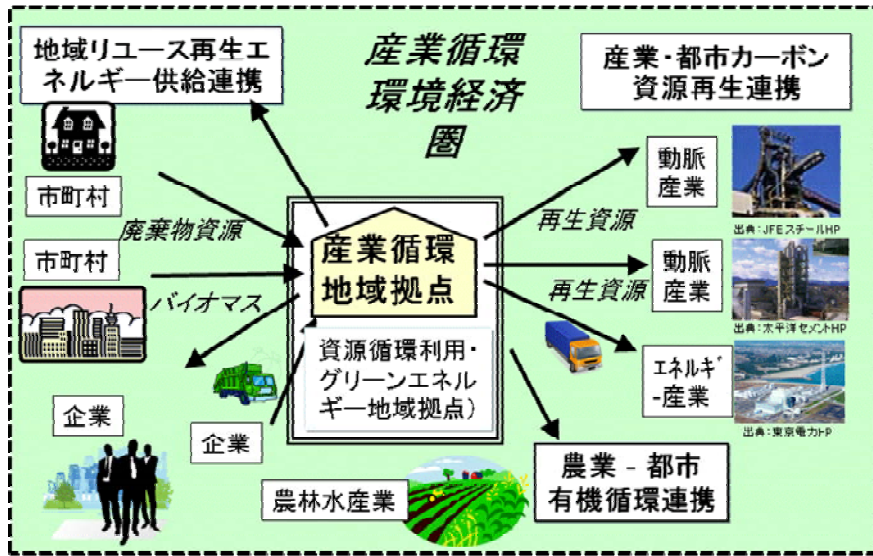 地域リユース再生エ
ネルギー供給連携
産業循環
環境経済
圏
産業・都市カーボン
資源再生連携
市町村
廃棄物資源
市町村
バイオマス
産業循環
地域拠点
資源循環利用・
グリーンエネル
ギー地域拠点)
再生資源
再生資源
動脈
産業
出典:JFEスチールHP
動脈
産業
出典:太平洋セメントHP
エネルギ
-産業
出典:東京電力HP
企業
企業
農林水産業
農業 - 都市
有機循環連携